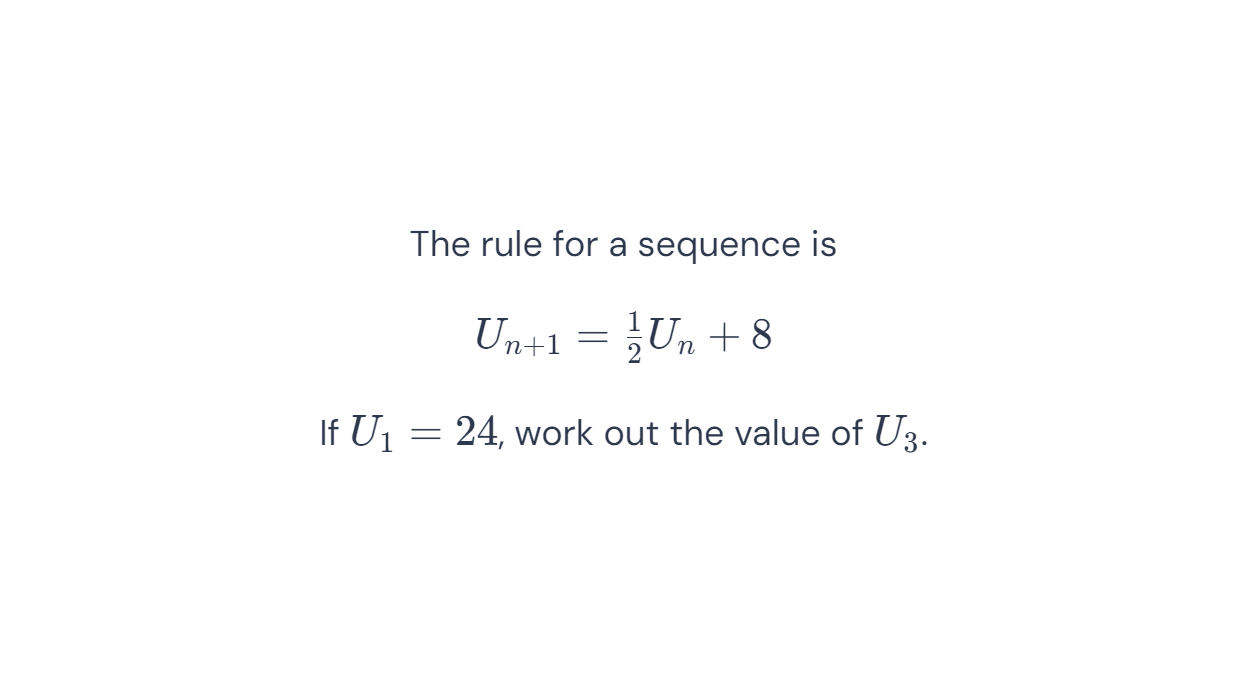 The rule for a sequence is
$U_{n+1} = \frac{1}{2}U_n + 8$
If $U_1 = 24$, work out the value of $U_3$.